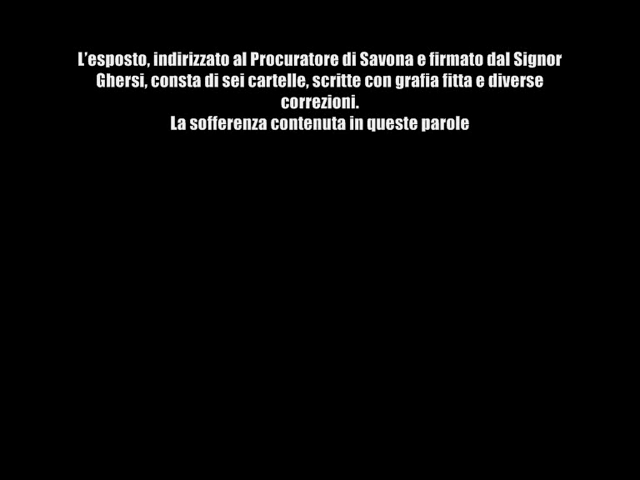 L'esposto, indirizzato al Procuratore di Savona e firmato dal Signor
Ghersi, consta di sei cartelle, scritte con grafia fitta e diverse
correzioni.
La sofferenza contenuta in queste parole